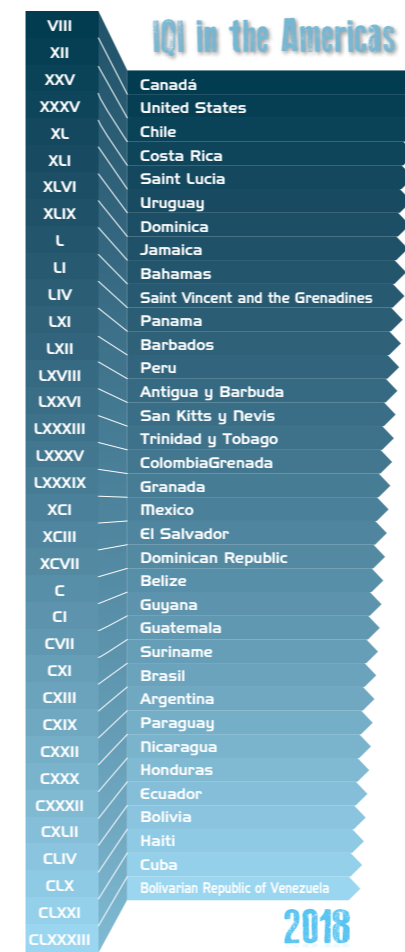 IQI in the Americas
VIII
XII
XXV
XXXV
XL
XLI
XLVI
XLIX
L
LI
LIV
LXI
LXII
LXVIII
LXXVI
LXXXIII
LXXXV
LXXXIX
XCI
XCIII
XCVII
C
CI
CVII
CXI
CXIII
CXIX
CXXII
CXXX
CXXXII
CXLII
CLIV
CLX
CLXXI
CLXXXIII
Canadá
United States
Chile
Costa Rica
Saint Lucia
Uruguay
Dominica
Jamaica
Bahamas
Saint Vincent and the Grenadines
Panama
Barbados
Peru
Antigua y Barbuda
San Kitts y Nevis
Trinidad y Tobago
ColombiaGrenada
Granada
Mexico
El Salvador
Dominican Republic
Belize
Guyana
Guatemala
Suriname
Brasil
Argentina
Paraguay
Nicaragua
Honduras
Ecuador
Bolivia
Haiti
Cuba
Bolivarian Republic of Venezuela
2018